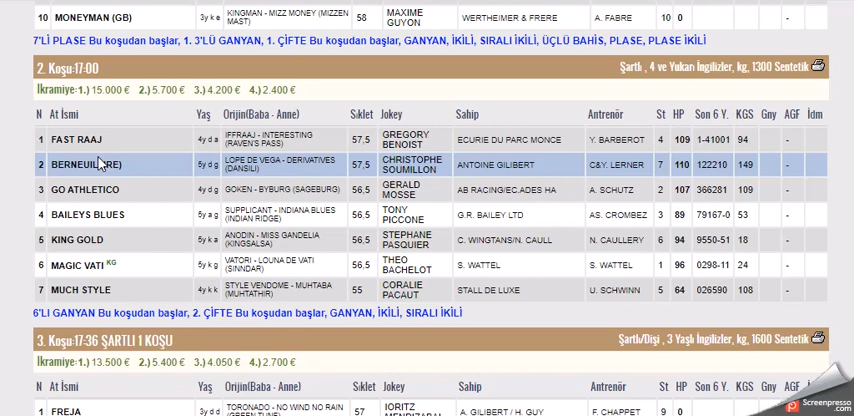 10 MONEYMAN (GB) 3y k e KINGMAN - MIZZ MONEY (MIZZEN MAST) 58 MAXIME GUYON WERTHEIMER & FRERE A. FABRE 10 0
7'Lİ PLASE Bu koşudan başlar, 1. 3'LÜ GANYAN, 1. ÇİFTE Bu koşudan başlar, GANYAN, İKİLİ, SIRALI İKİLİ, ÜÇLÜ BAHİS, PLASE, PLASE İKİLİ
2. Koşu:17-00 Şartlı , 4 ve Yukarı İngilizler, kg, 1300 Sentetik
İkramiye:1.) 15.000 € 2.) 5.700 € 3.) 4.200 € 4.) 2.400 €
N At İsmi Yaş Orijin(Baba - Anne) Sıklet Jokey Sahip Antrenör St HP Son 6 Y. KGS Gny AGF İdm
1 FAST RAAJ 4y d a IFFRAAJ - INTERESTING (RAVEN'S PASS) 57,5 GREGORY BENOIST ECURIE DU PARC MONCE Y. BARBEROT 4 109 1-41001 94 -
2 BERNEUIL RE) 5y d g LOPE DE VEGA - DERIVATIVES (DANSILI) 57,5 CHRISTOPHE SOUMILLON ANTOINE GILIBERT C&Y. LERNER 7 110 122210 149 -
3 GO ATHLETICO 4y d g GOKEN - BYBURG (SAGEBURG) 56,5 GERALD MOSSE AB RACING/EC.ADES HA A. SCHUTZ 2 107 366281 109 -
4 BAILEYS BLUES 5y a g SUPPLICANT - INDIANA BLUES (INDIAN RIDGE) 56,5 TONY PICCONE G.R. BAILEY LTD AS. CROMBEZ 3 89 79167-0 53 -
5 KING GOLD 5y k a ANODIN - MISS GANDELIA (KINGSALSA) 56,5 STEPHANE PASQUIER C. WINGTANS/N. CAULL N. CAULLERY 6 94 9550-51 18 -
6 MAGIC VATI KG 5y k g VATORI - LOUNA DE VATI (SINNDAR) 56,5 THEO BACHELOT S. WATTEL S. WATTEL 1 96 0298-11 24 -
7 MUCH STYLE 4y k k STYLE VENDOME - MUHTABA (MUHTATHIR) 55 CORALIE PACAUT STALL DE LUXE U. SCHWINN 5 64 026590 108 -
6'LI GANYAN Bu koşudan başlar, 2. ÇİFTE Bu koşudan başlar, GANYAN, İKİLİ, SIRALI İKİLİ
3. Koşu:17-36 ŞARTLI 1 KOŞU Şartlı/Dişi , 3 Yaşlı İngilizler, kg, 1600 Sentetik
İkramiye:1.) 13.500 € 2.) 5.400 € 3.) 4.050 € 4.) 2.700 €
N At İsmi Yaş Orijin(Baba - Anne) Sıklet Jokey Sahip Antrenör St HP Son 6 Y. KGS Gny AGF
FREJA 3y d d TORONADO - NO WIND NO RAIN 57 IORITZ A. GILIBERT / H. GUY F. CHAPPET 9 0
Screenpresso
.com